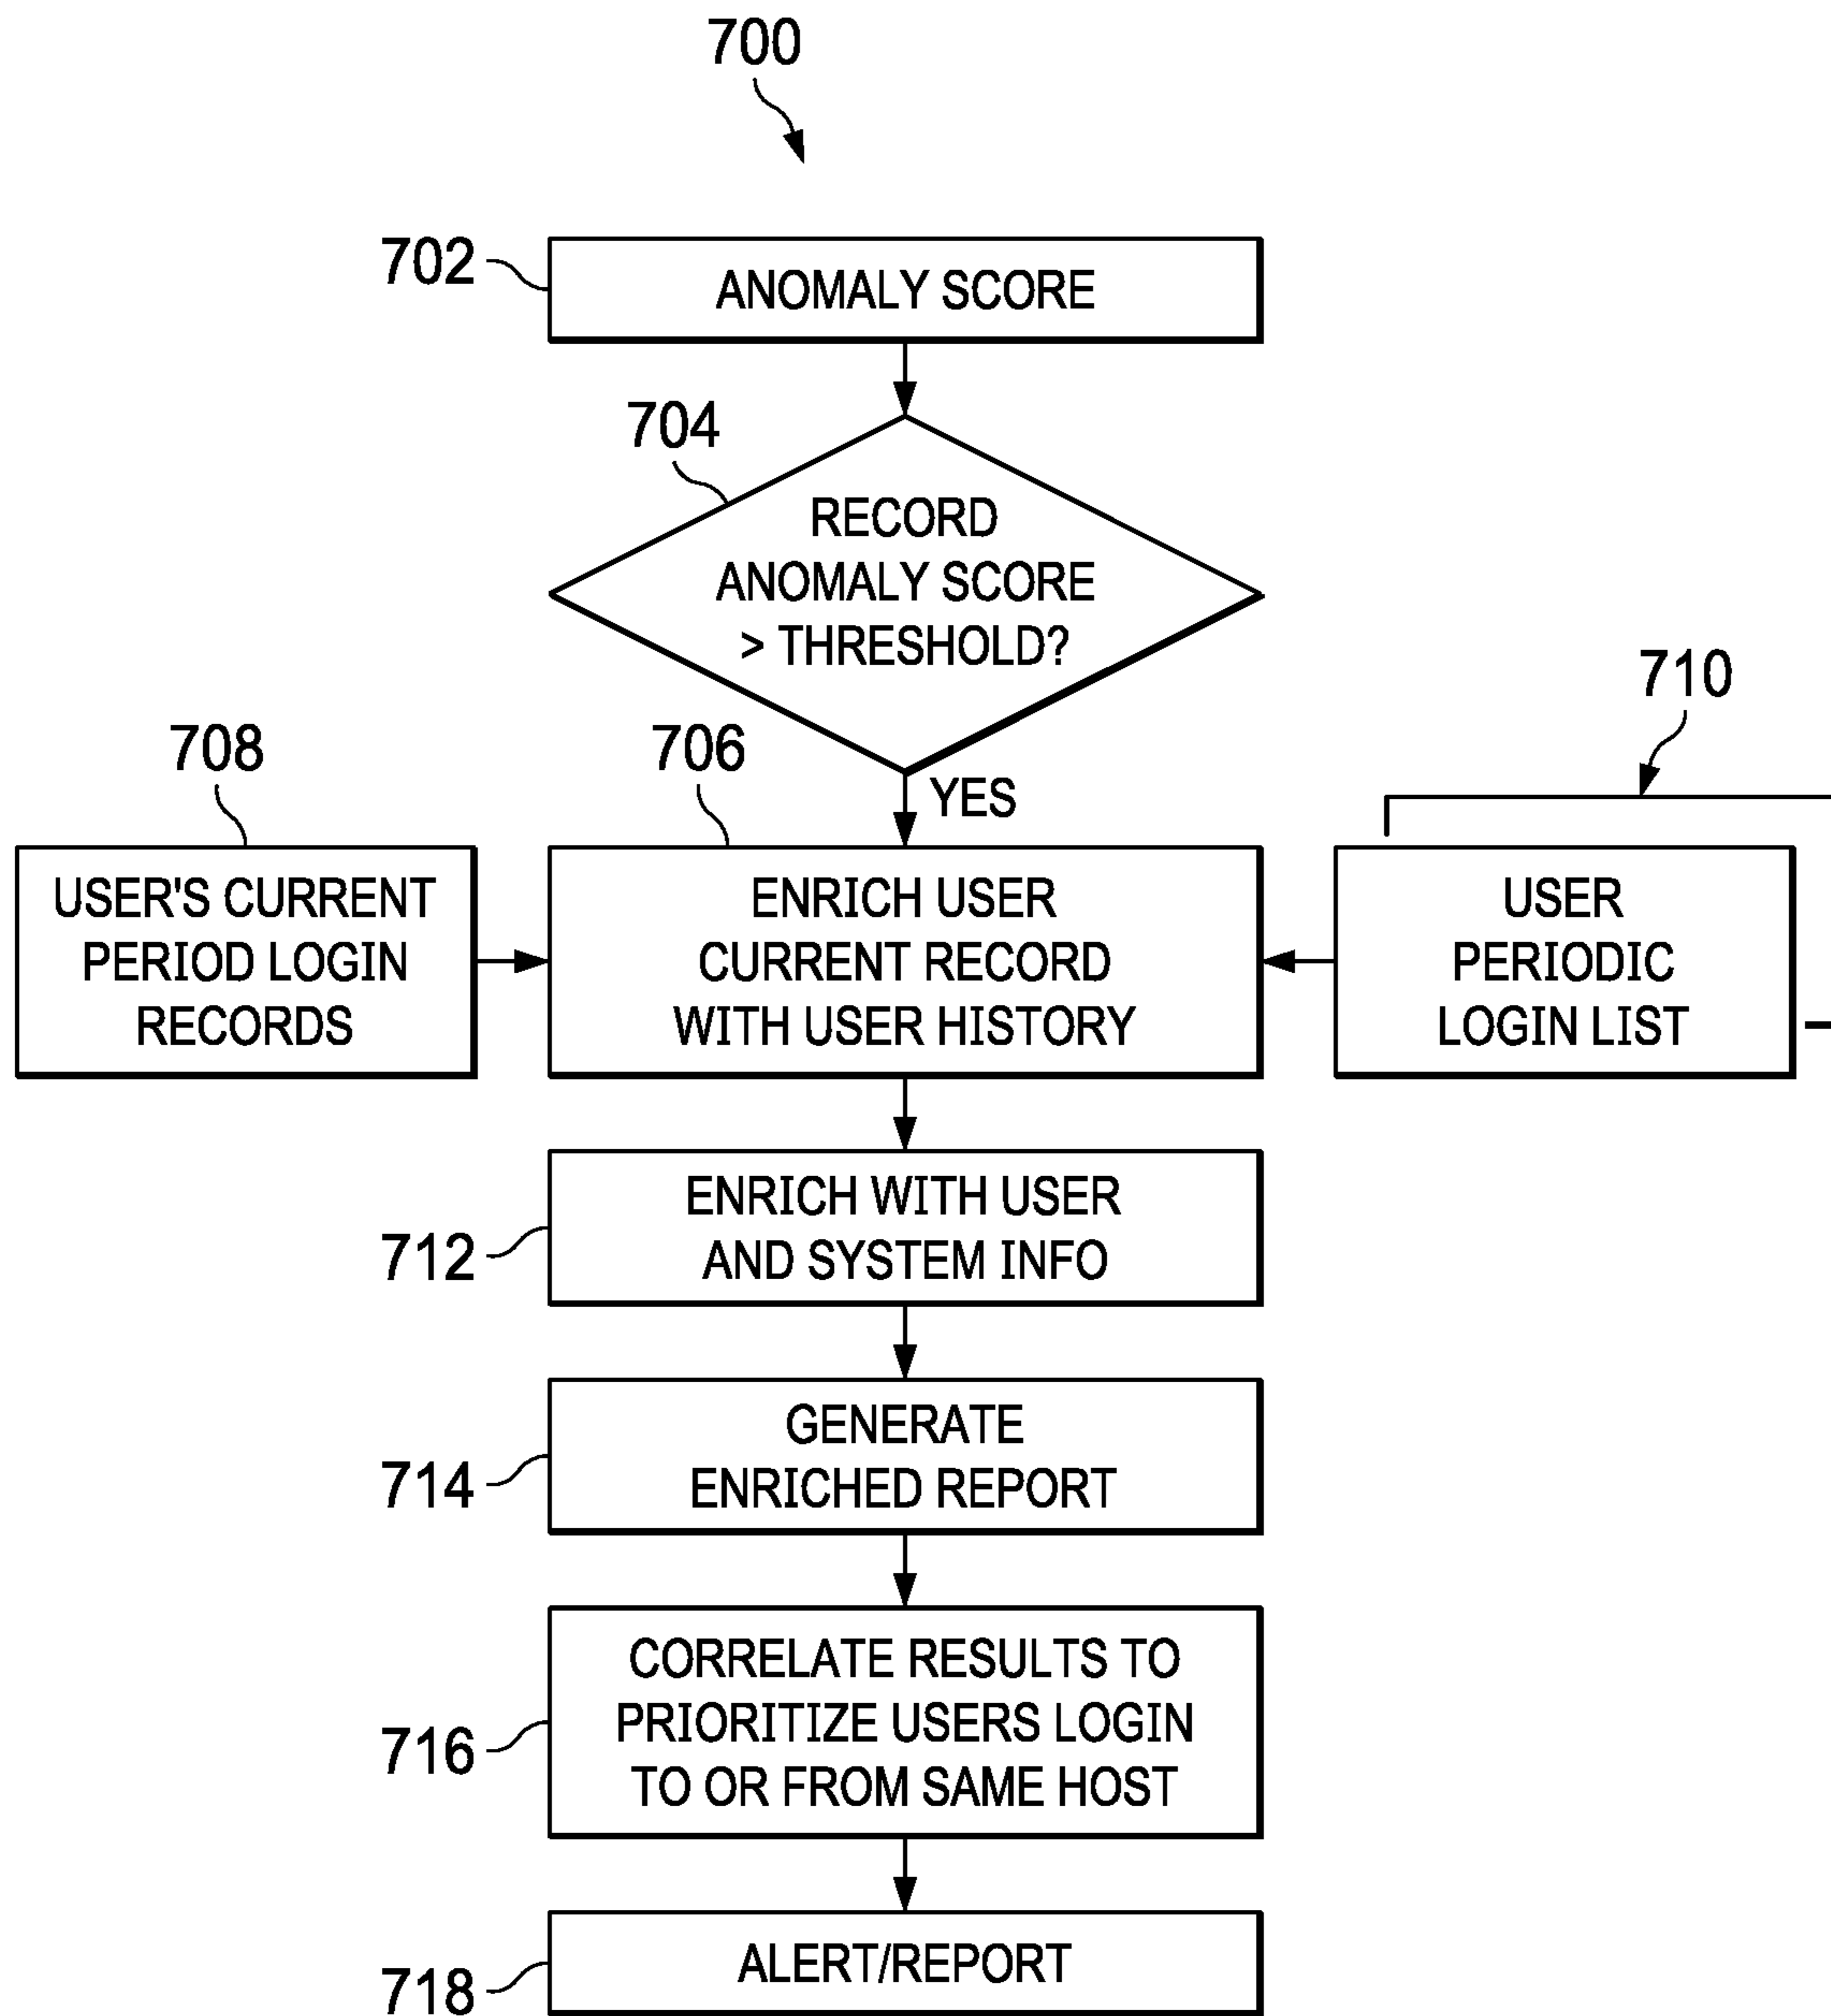 700
702
ANOMALY SCORE
704
RECORD
ANOMALY SCORE
> THRESHOLD?
710
708
706
YES
USER'S CURRENT
PERIOD LOGIN
RECORDS
ENRICH USER
CURRENT RECORD
WITH USER HISTORY
USER
PERIODIC
LOGIN LIST
712
ENRICH WITH USER
AND SYSTEM INFO
714
GENERATE
ENRICHED REPORT
716
CORRELATE RESULTS TO
PRIORITIZE USERS LOGIN
TO OR FROM SAME HOST
718
ALERT/REPORT